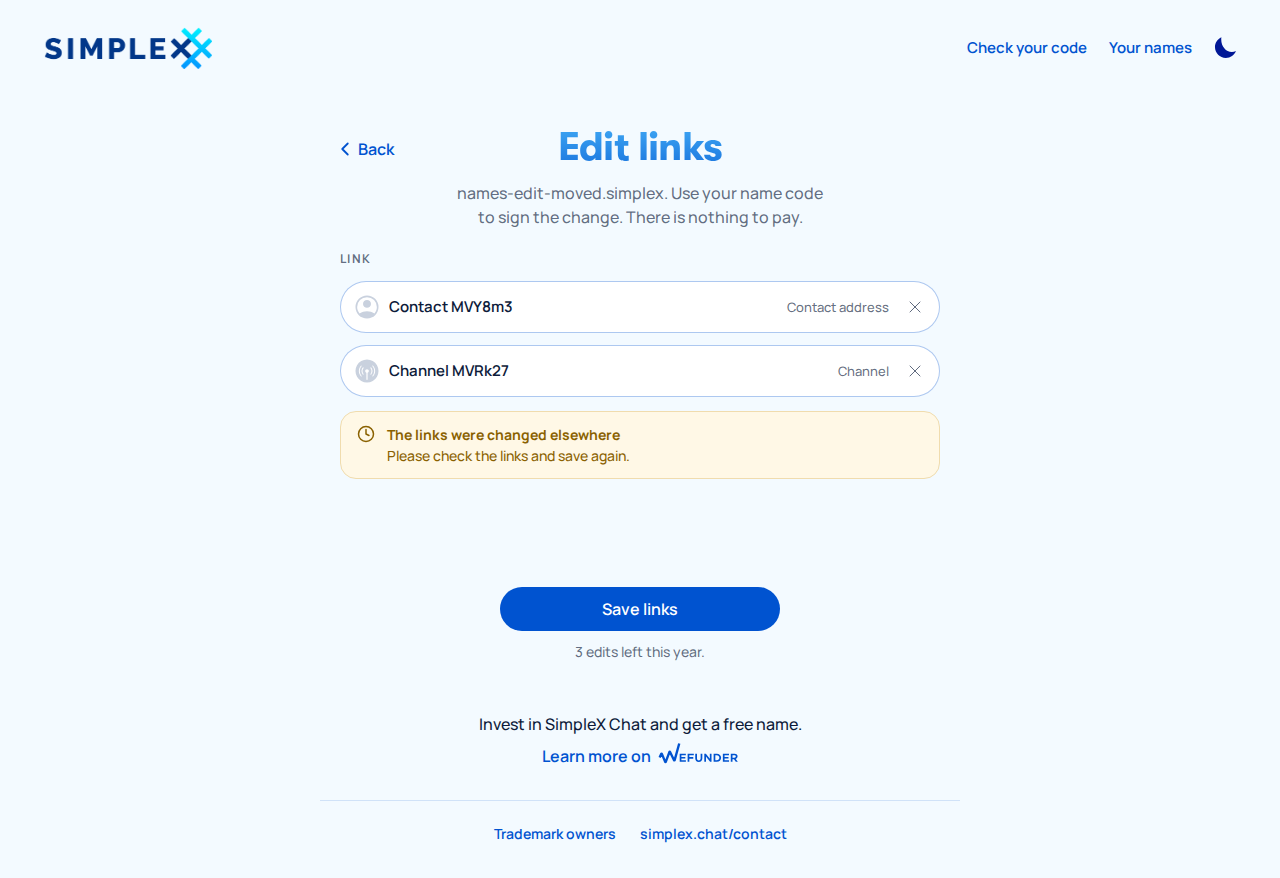 SIMPLEX
Check your code
Your names
Back
Edit links
names-edit-moved.simplex. Use your name code
to sign the change. There is nothing to pay.
LINK
Contact MVY8m3
Contact address
Channel MVRk27
Channel
The links were changed elsewhere
Please check the links and save again.
Save links
3 edits left this year.
Invest in SimpleX Chat and get a free name.
Learn more on WEFUNDER
Trademark owners
simplex.chat/contact